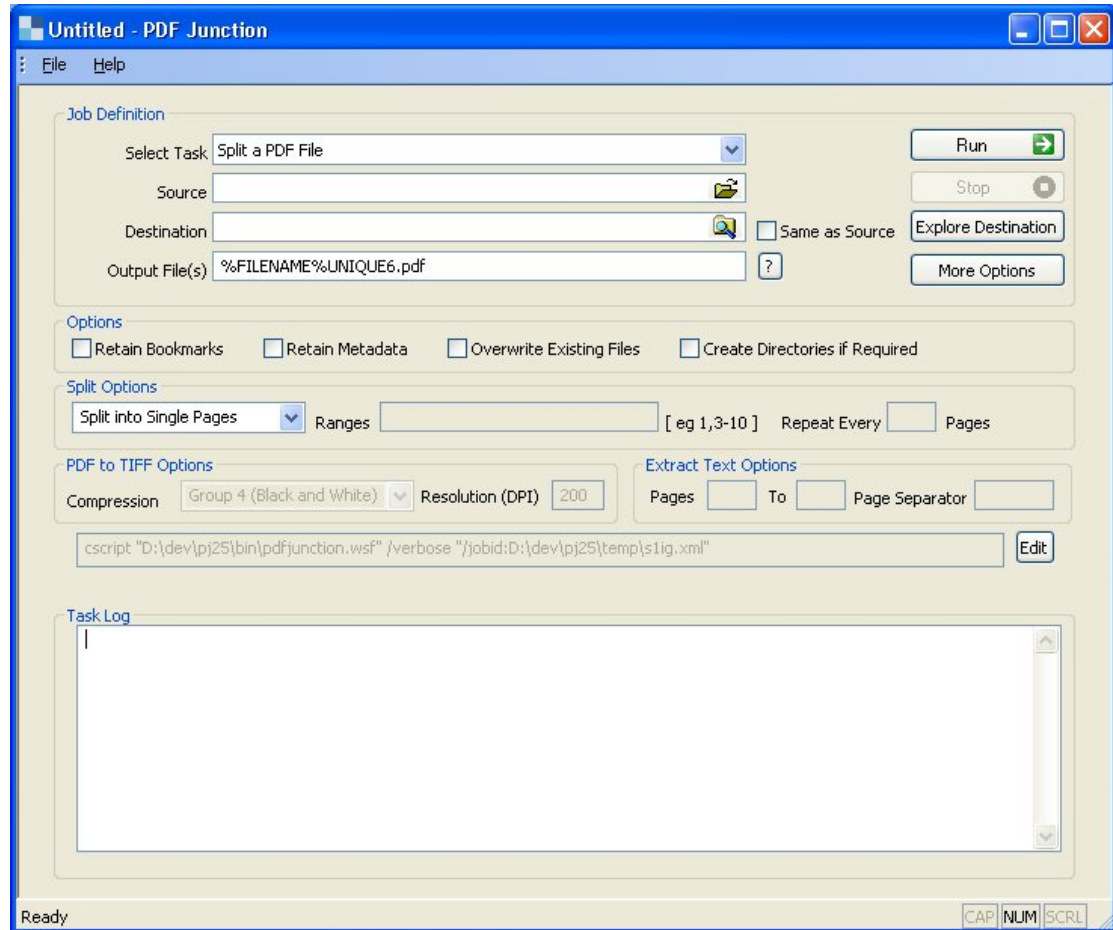 Untitled - PDF Junction
File Help
Job Definition
Select Task Split a PDF File Run
Source Stop
Destination Same as Source Explore Destination
Output File(s) %FILENAME%UNIQUE6.pdf ? More Options
Options
Retain Bookmarks Retain Metadata Overwrite Existing Files Create Directories if Required
Split Options
Split into Single Pages Ranges [ eg 1,3-10 ] Repeat Every Pages
PDF to TIFF Options Extract Text Options
Compression Group 4 (Black and White) Resolution (DPI) 200 Pages To Page Separator
cscript "D:\dev\pj25\bin\pdfjunction.wsf" /verbose "/jobid:D:\dev\pj25\temp\s1ig.xml" Edit
Task Log
Ready CAP NUM SCRL